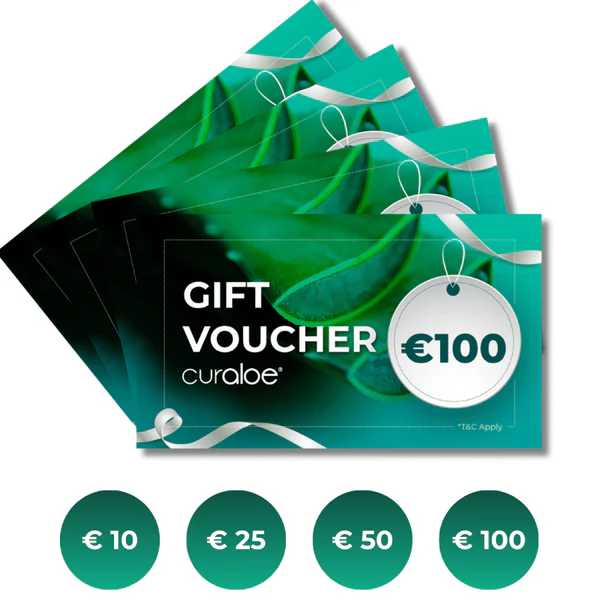 GIFT
VOUCHER
curaloe®
€100
*T&C Apply
€ 10
€ 25
€ 50
€ 100